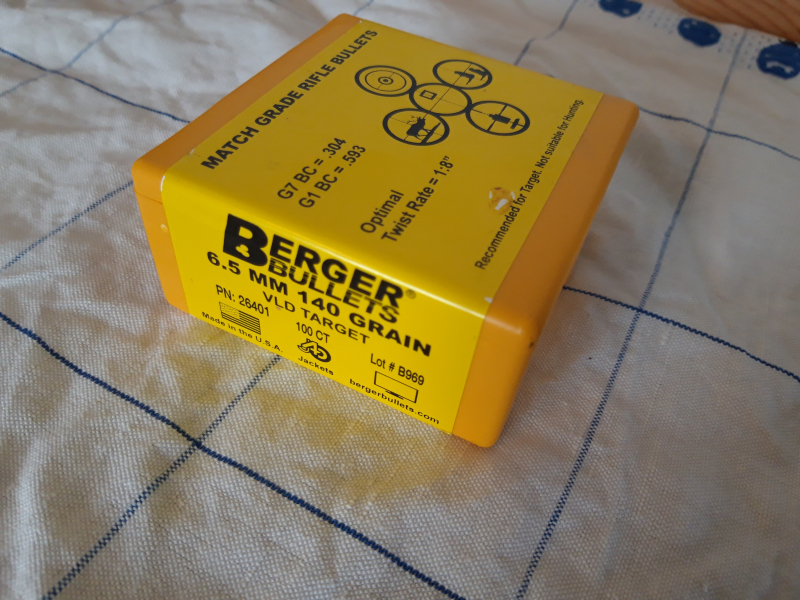 MATCH GRADE RIFLE BULLETS
G7 BC = .304
G1 BC = .593
Optimal
Twist Rate = 1:8"
Recommended for Target. Not suitable for Hunting.
BERGER®
BULLETS
6.5 MM 140 GRAIN
VLD TARGET
PN: 26401
100 CT
Lot # B969
Made in the U.S.A.
Jackets
bergerbullets.com